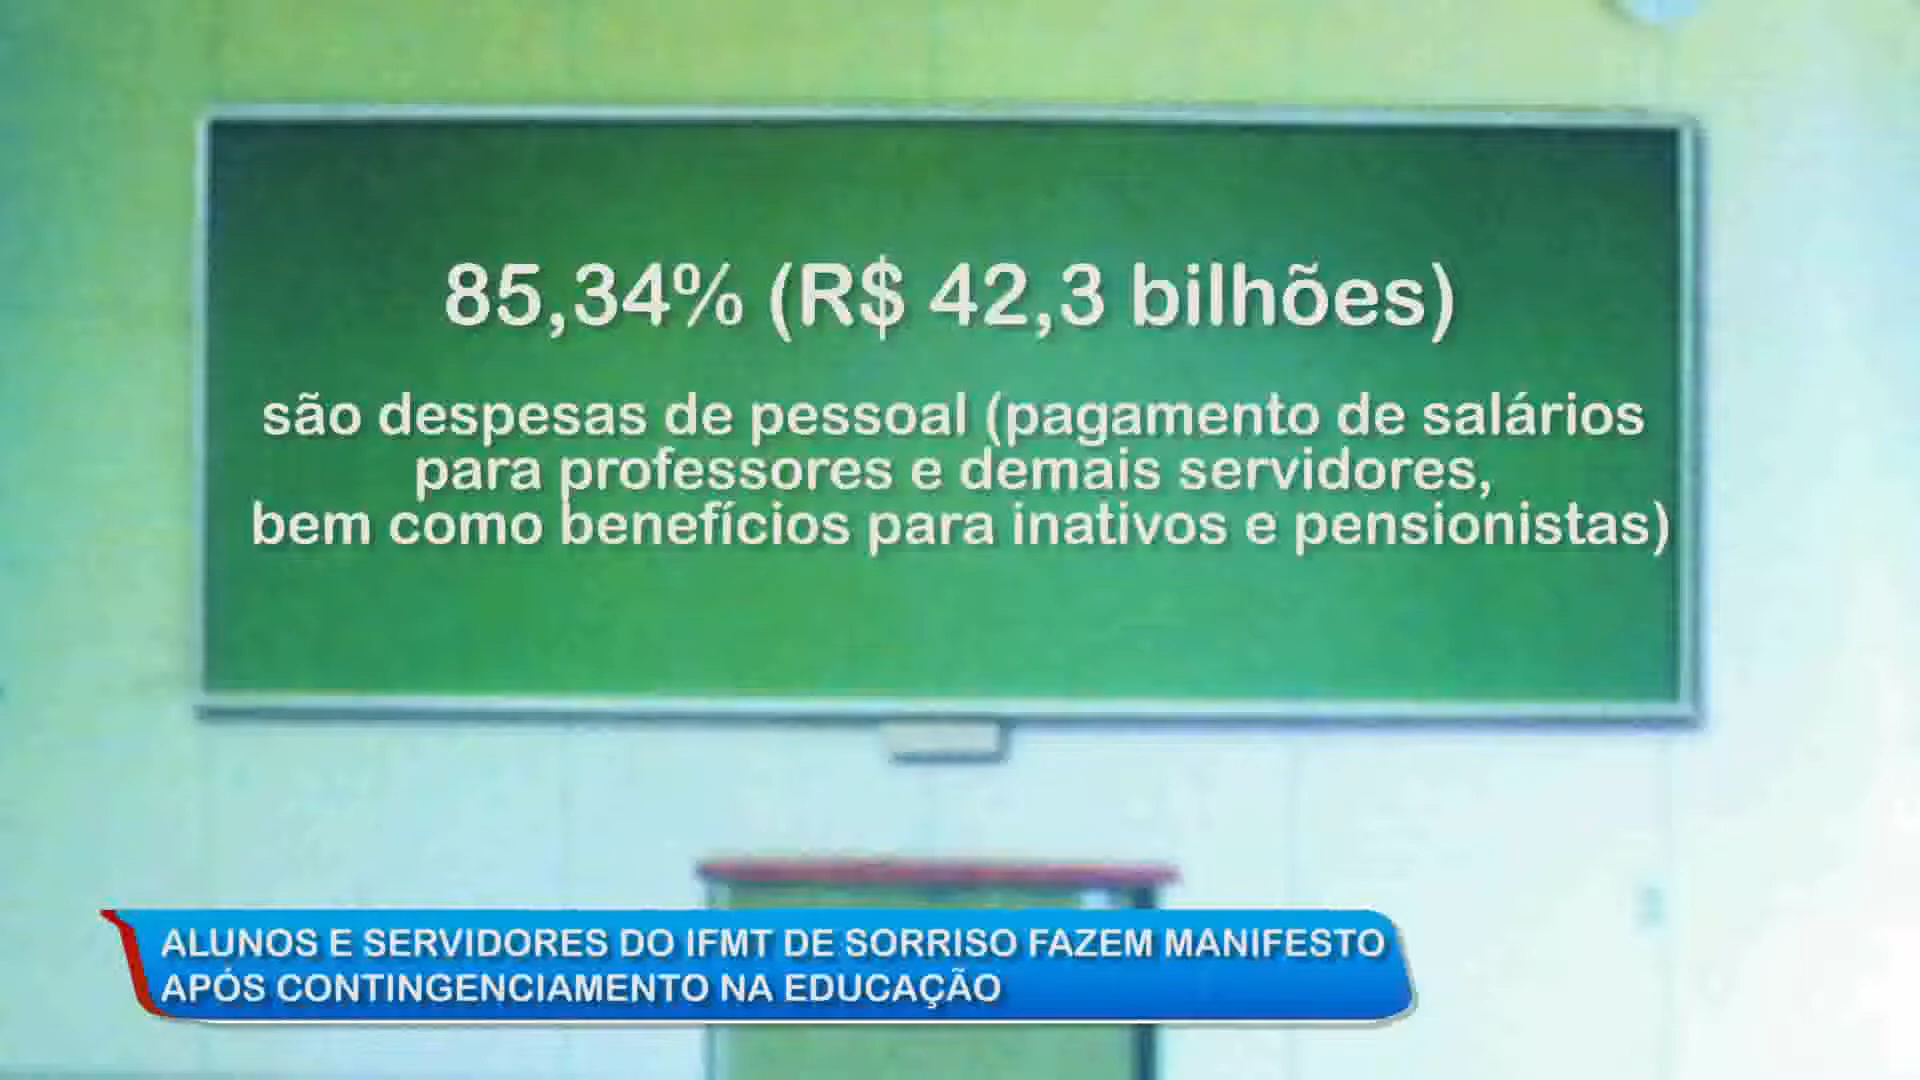 85,34% (R$ 42,3 bilhões)
são despesas de pessoal (pagamento de salários
para professores e demais servidores,
bem como benefícios para inativos e pensionistas)
ALUNOS E SERVIDORES DO IFMT DE SORRISO FAZEM MANIFESTO
APÓS CONTINGENCIAMENTO NA EDUCAÇÃO